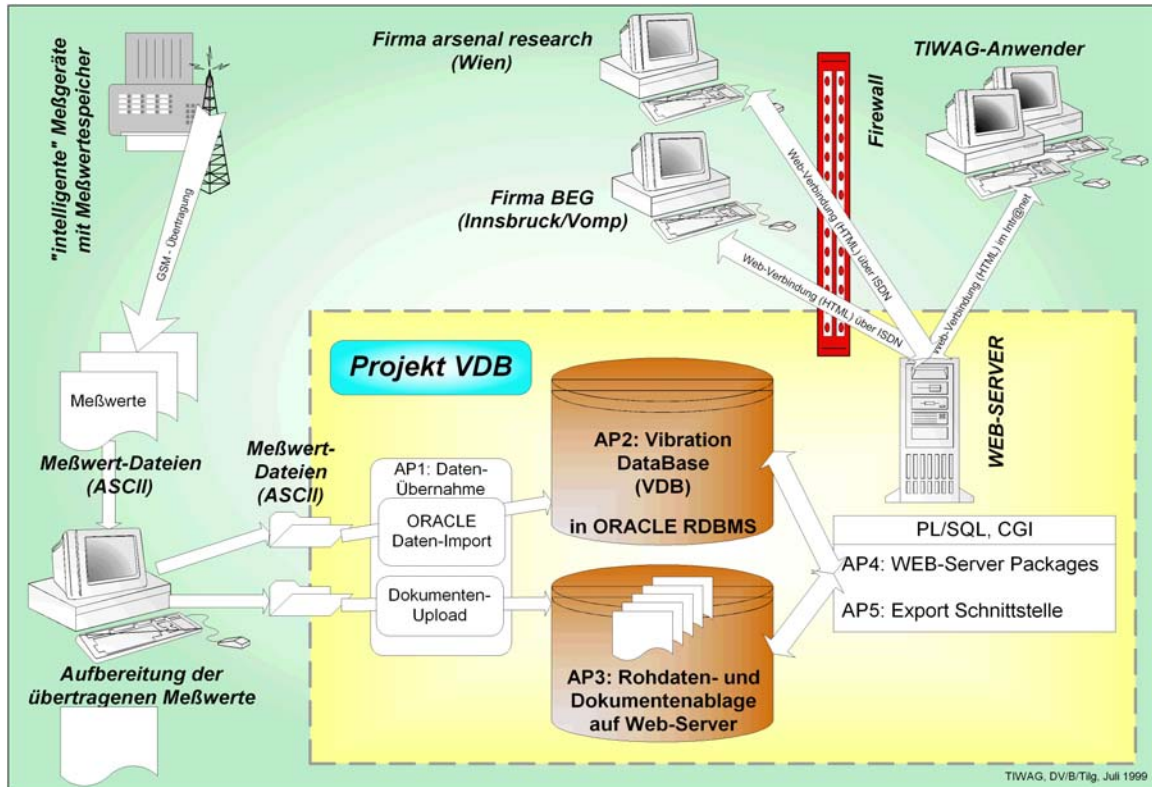 "intelligente" Meßgeräte
mit Meßwertespeicher
GSM - Übertragung
Meßwerte
Meßwert-Dateien
(ASCII)
Aufbereitung der
übertragenen Meßwerte
Firma arsenal research
(Wien)
Firma BEG
(Innsbruck/Vomp)
Firewall
TIWAG-Anwender
Web-Verbindung (HTML) über ISDN
Web-Verbindung (HTML) über ISDN
Web-Verbindung (HTML) im Intr@net
WEB-SERVER
Projekt VDB
Meßwert-
Dateien
(ASCII)
AP1: Daten-
Übernahme
ORACLE
Daten-Import
Dokumenten-
Upload
AP2: Vibration
DataBase
(VDB)
in ORACLE RDBMS
AP3: Rohdaten- und
Dokumentenablage
auf Web-Server
PL/SQL, CGI
AP4: WEB-Server Packages
AP5: Export Schnittstelle
TIWAG, DV/B/Tilg, Juli 1999